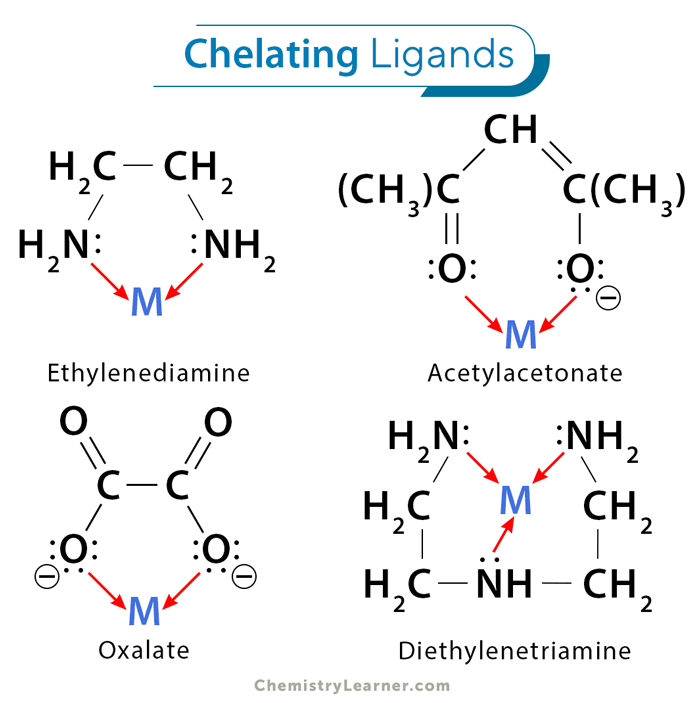 Chelating Ligands
H₂C — CH₂
H₂N: :NH₂
M
Ethylenediamine
CH
(CH₃)C C(CH₃)
:O: :O:
⊖
M
Acetylacetonate
O O
C — C
:O: :O:
⊖ ⊖
M
Oxalate
H₂N: :NH₂
M
H₂C CH₂
H₂C — NH — CH₂
Diethylenetriamine
ChemistryLearner.com